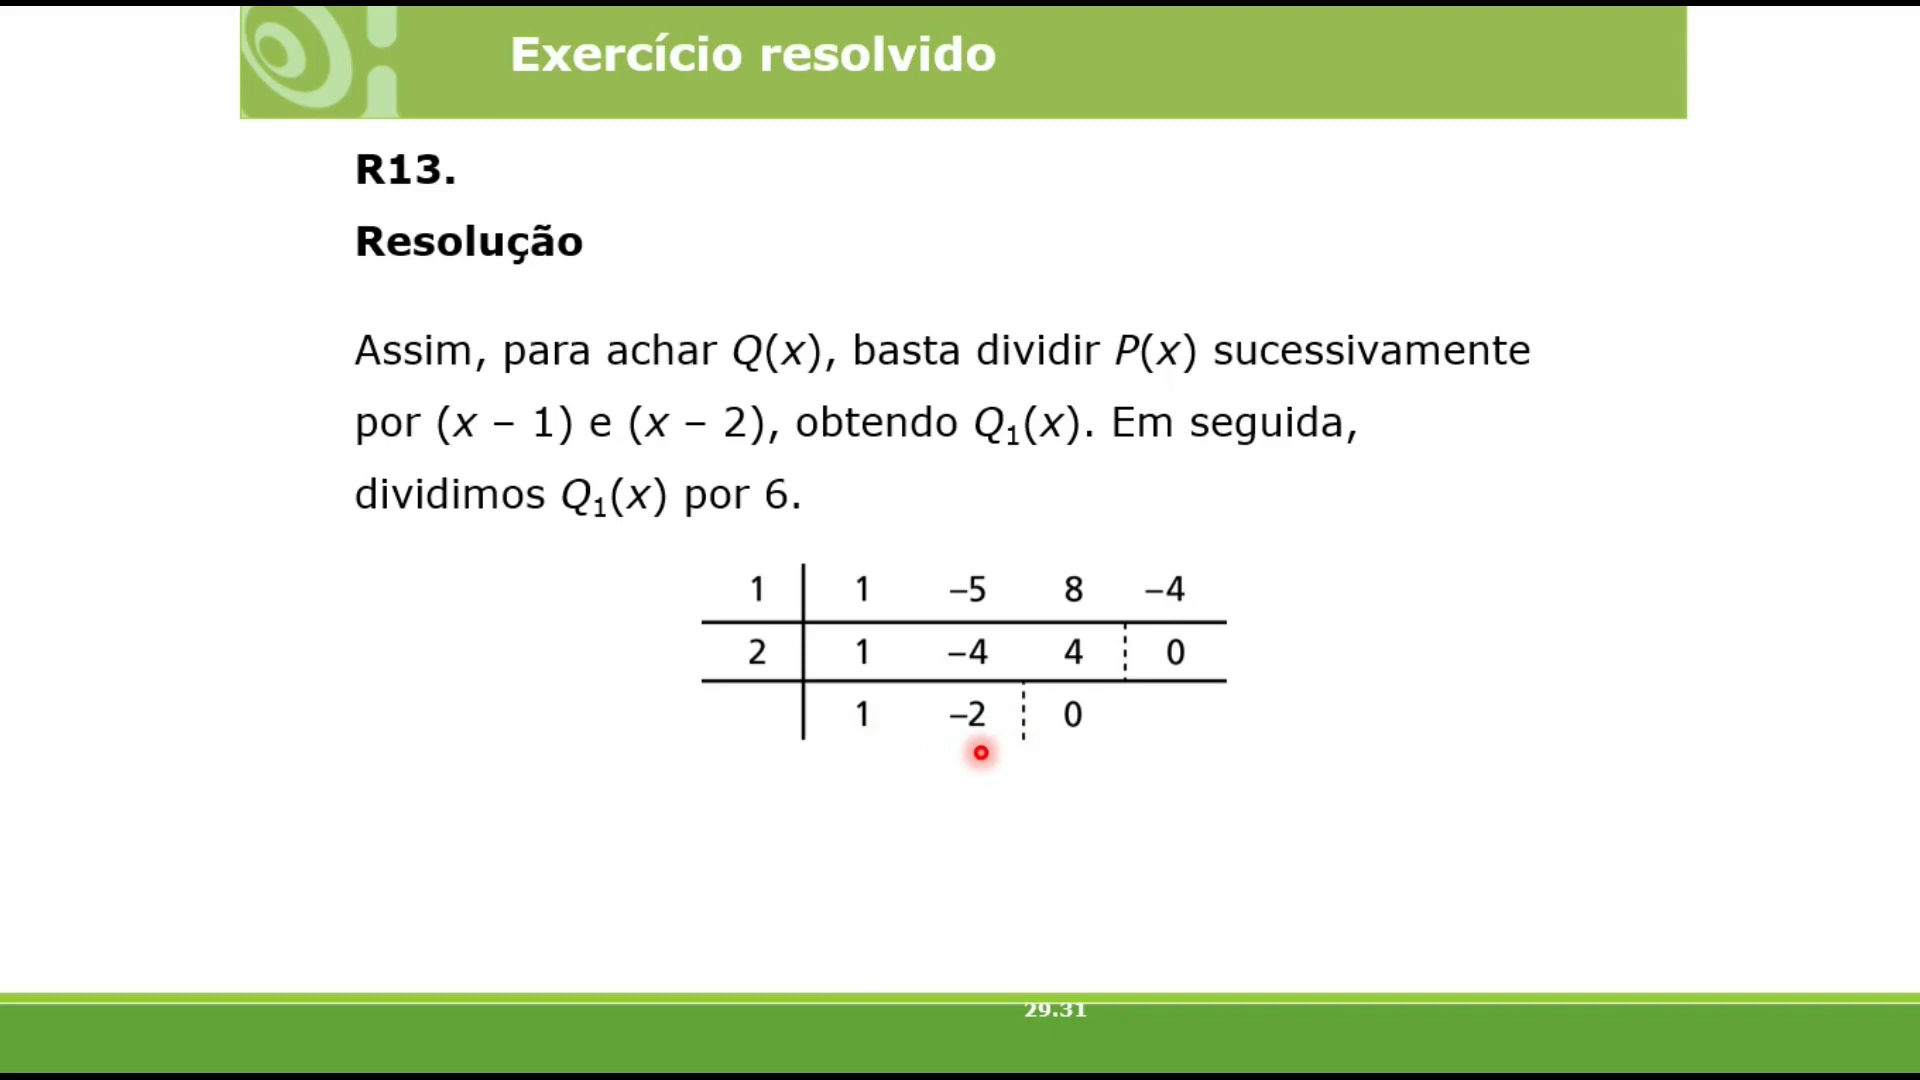 Exercício resolvido
R13.
Resolução
Assim, para achar Q(x), basta dividir P(x) sucessivamente
por (x – 1) e (x – 2), obtendo Q₁(x). Em seguida,
dividimos Q₁(x) por 6.
1 1 –5 8 –4
2 1 –4 4 0
1 –2 0
29.31